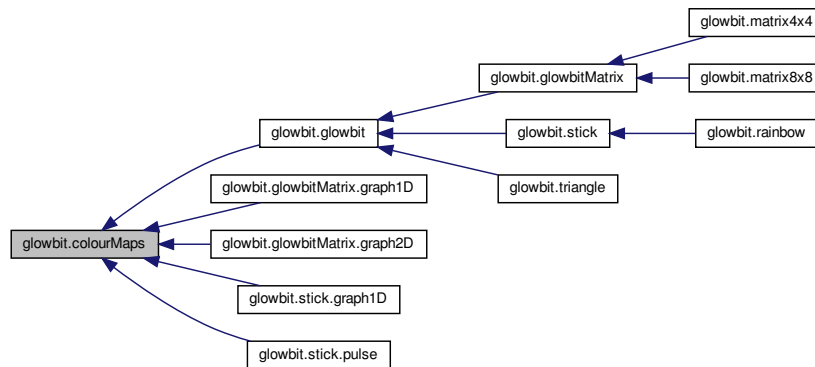 glowbit.matrix4x4
glowbit.glowbitMatrix
glowbit.matrix8x8
glowbit.glowbit
glowbit.stick
glowbit.rainbow
glowbit.glowbitMatrix.graph1D
glowbit.triangle
glowbit.colourMaps
glowbit.glowbitMatrix.graph2D
glowbit.stick.graph1D
glowbit.stick.pulse